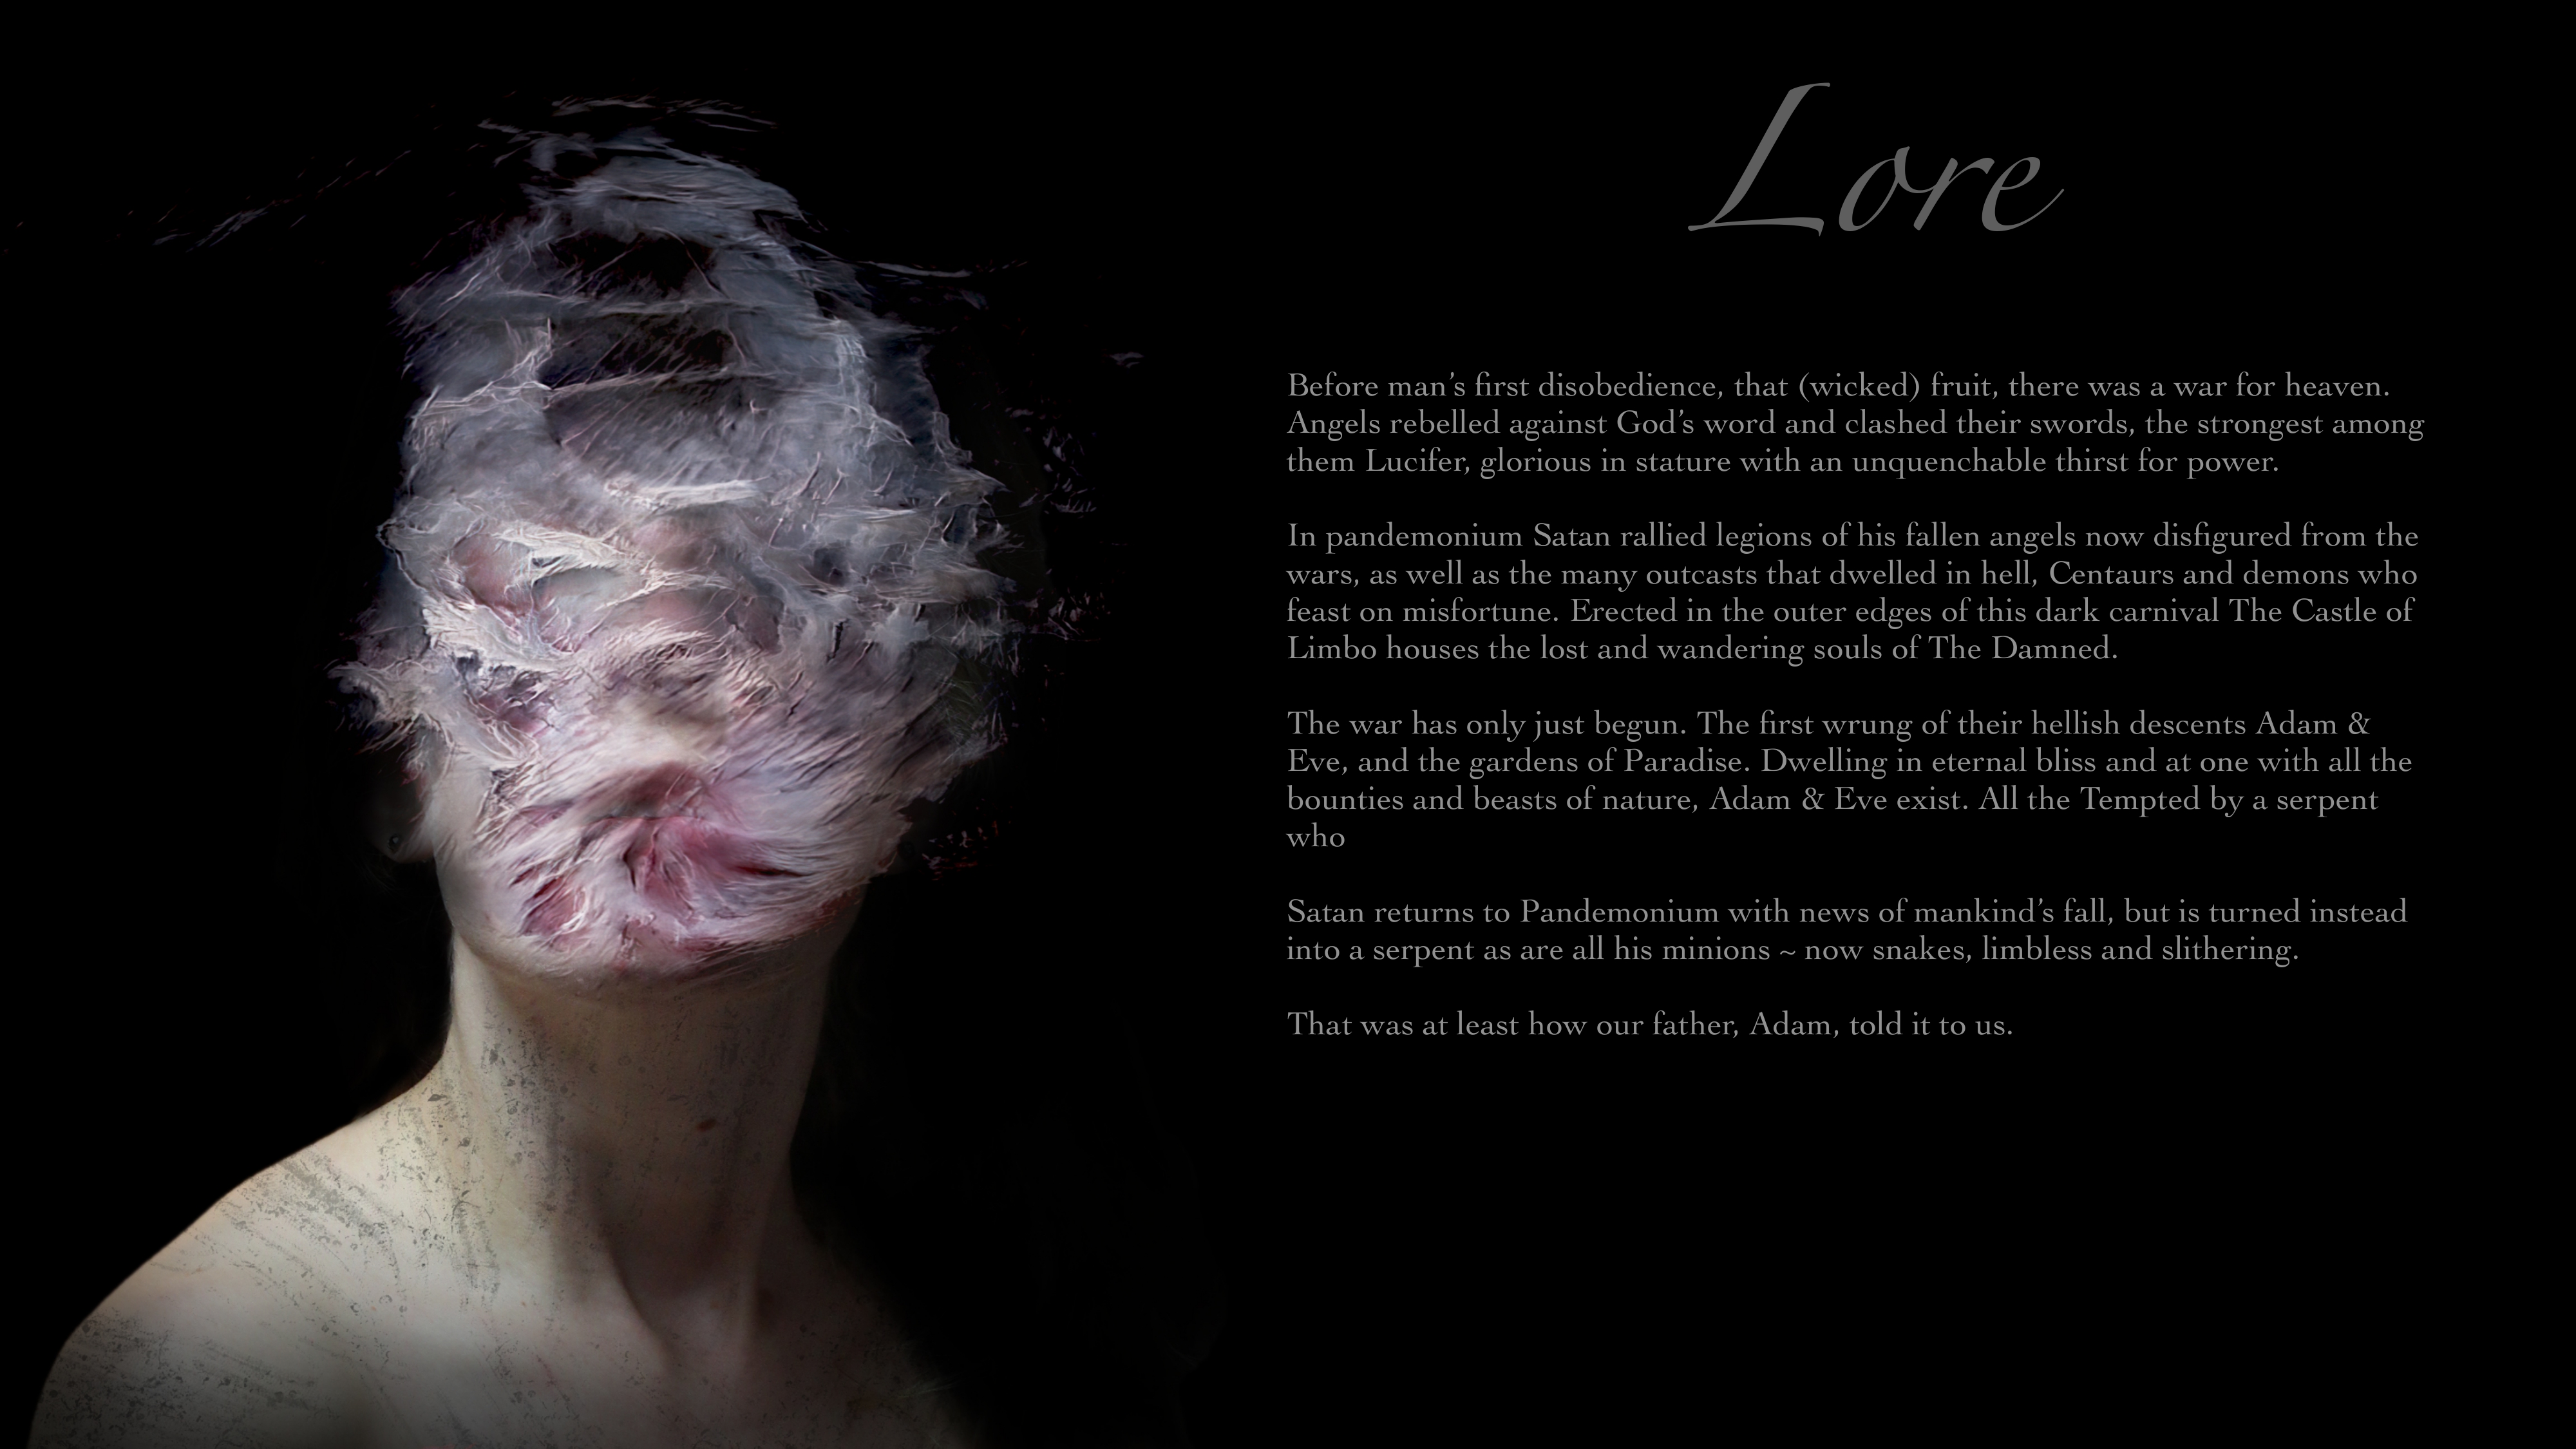 Lore
Before man’s first disobedience, that (wicked) fruit, there was a war for heaven.
Angels rebelled against God’s word and clashed their swords, the strongest among
them Lucifer, glorious in stature with an unquenchable thirst for power.
In pandemonium Satan rallied legions of his fallen angels now disfigured from the
wars, as well as the many outcasts that dwelled in hell, Centaurs and demons who
feast on misfortune. Erected in the outer edges of this dark carnival The Castle of
Limbo houses the lost and wandering souls of The Damned.
The war has only just begun. The first wrung of their hellish descents Adam &
Eve, and the gardens of Paradise. Dwelling in eternal bliss and at one with all the
bounties and beasts of nature, Adam & Eve exist. All the Tempted by a serpent
who
Satan returns to Pandemonium with news of mankind’s fall, but is turned instead
into a serpent as are all his minions ~ now snakes, limbless and slithering.
That was at least how our father, Adam, told it to us.